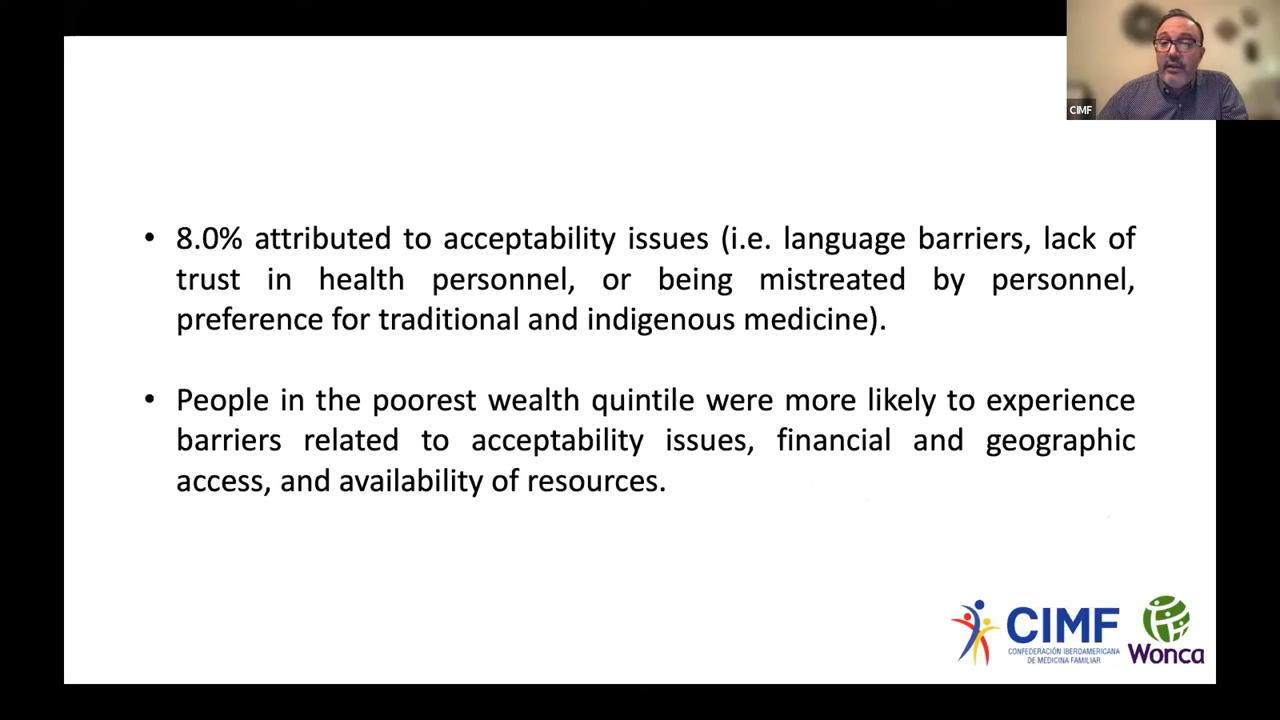 CIMF
• 8.0% attributed to acceptability issues (i.e. language barriers, lack of
trust in health personnel, or being mistreated by personnel,
preference for traditional and indigenous medicine).
• People in the poorest wealth quintile were more likely to experience
barriers related to acceptability issues, financial and geographic
access, and availability of resources.
CIMF
CONFEDERACIÓN IBEROAMERICANA
DE MEDICINA FAMILIAR
Wonca